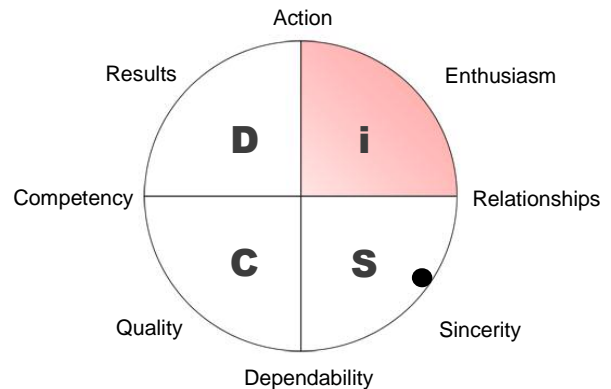 Action
Results
Enthusiasm
D
i
Competency
Relationships
C
S
Quality
Sincerity
Dependability